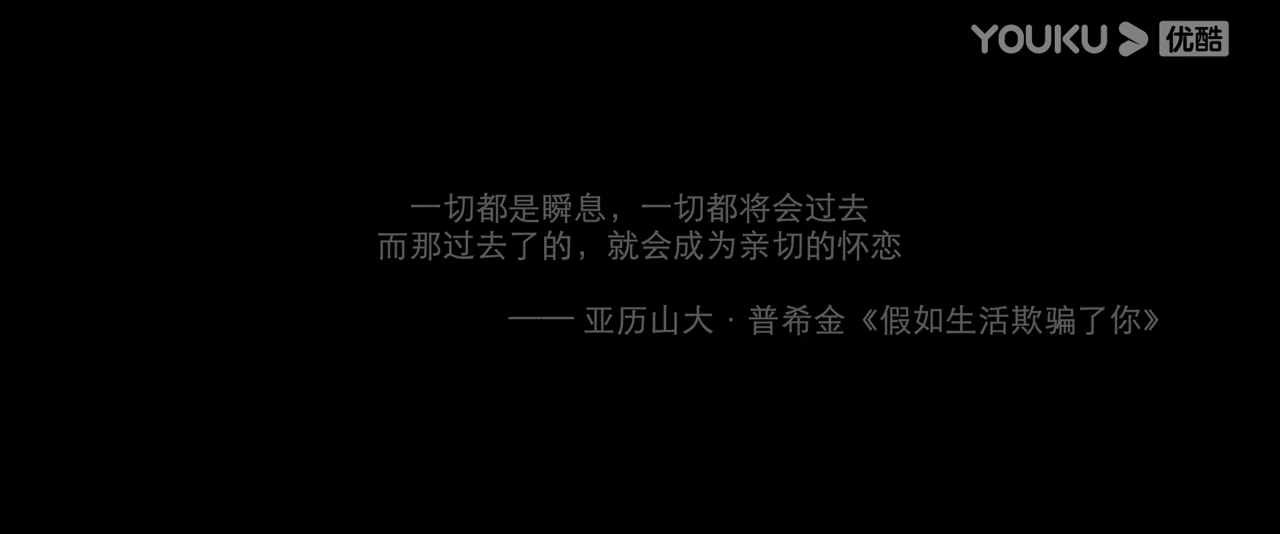 YOUKU 优酷
一切都是瞬息，一切都将会过去
而那过去了的，就会成为亲切的怀恋
—— 亚历山大·普希金《假如生活欺骗了你》